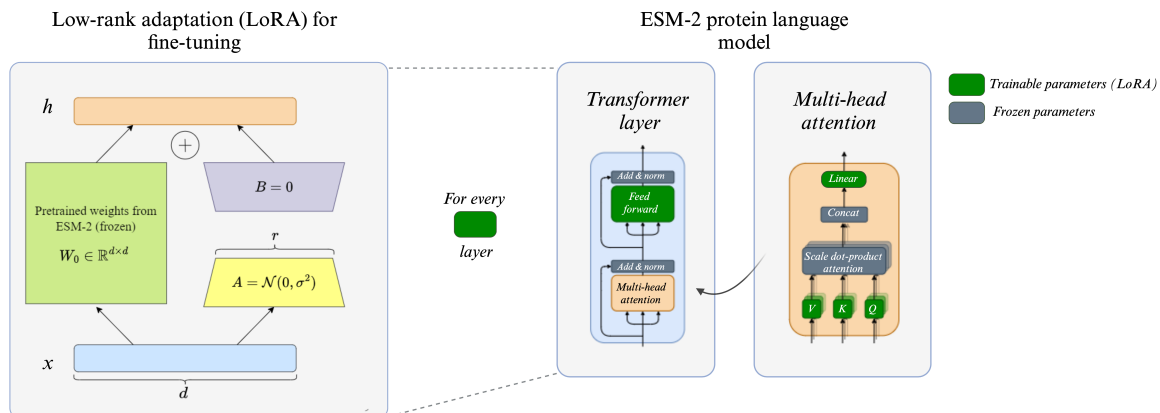 Low-rank adaptation (LoRA) for
fine-tuning
h
+
B = 0
Pretrained weights from
ESM-2 (frozen)
W₀ ∈ ℝ^{d×d}
r
A = 𝒩(0, σ²)
x
d
For every
layer
ESM-2 protein language
model
Transformer
layer
Add & norm
Feed
forward
Add & norm
Multi-head
attention
Multi-head
attention
Linear
Concat
Scale dot-product
attention
V
K
Q
Trainable parameters (LoRA)
Frozen parameters